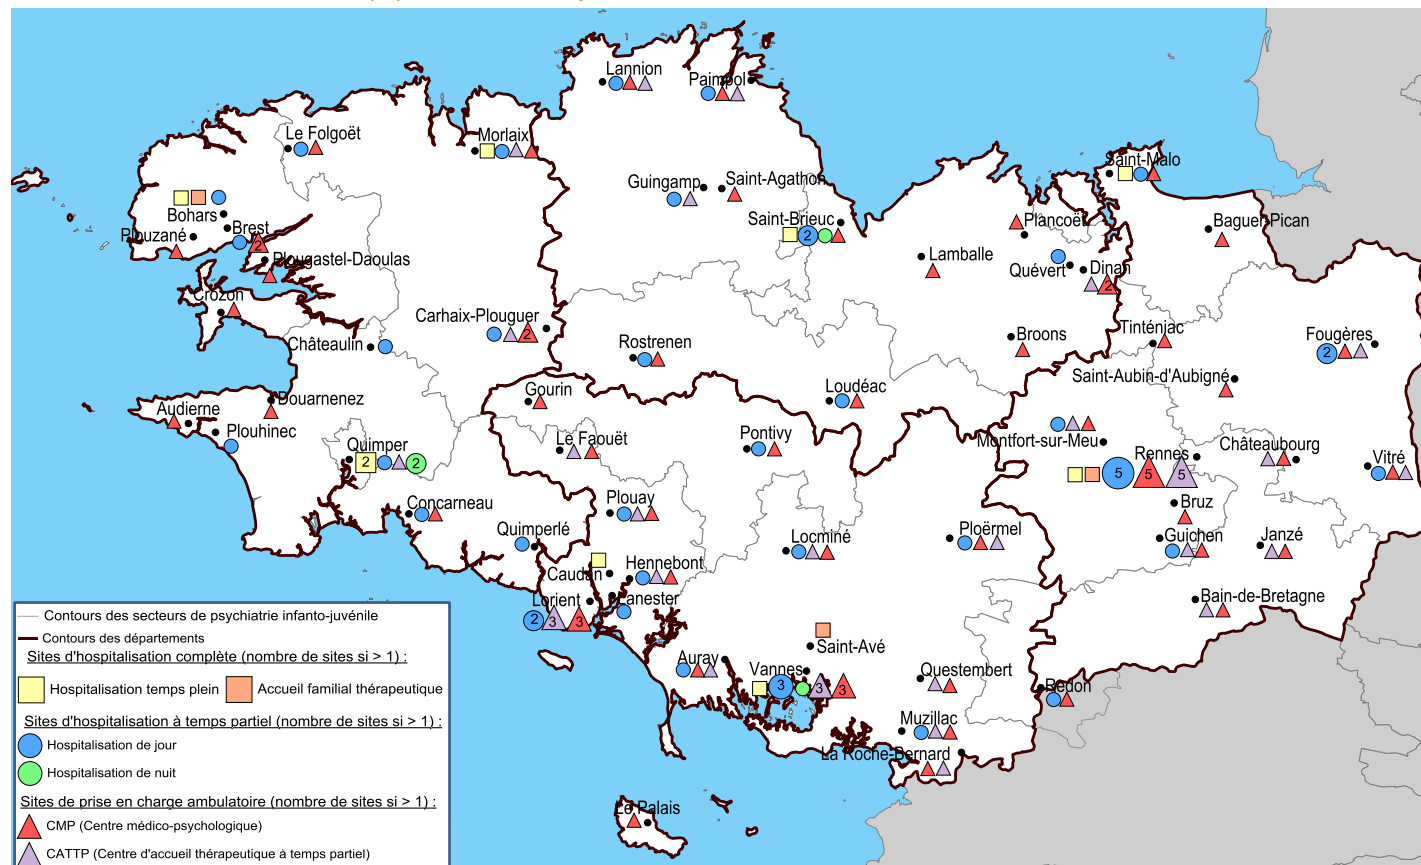 Lannion
Paimpol
Le Folgoët
Morlaix
Saint-Malo
Guingamp
Saint-Agathon
Bohars
Saint-Brieuc
2
Plancoët
Baguer-Pican
Plouzané
Brest
2
Plougastel-Daoulas
Lamballe
Quévert
Dinan
2
Crozon
Carhaix-Plouguer
2
Châteaulin
Rostrenen
Broons
Tinténiac
Fougères
2
Saint-Aubin-d'Aubigné
Gourin
Loudéac
Douarnenez
Audierne
Plouhinec
Quimper
2
2
Le Faouët
Pontivy
Montfort-sur-Meu
Rennes
5
5
5
Châteaubourg
Vitré
Concarneau
Plouay
Bruz
Quimperlé
Locminé
Ploërmel
Guichen
Janzé
Caudan
Hennebont
Lorient
Lanester
2
3
3
Bain-de-Bretagne
Saint-Avé
Auray
Vannes
3
3
3
Questembert
Redon
Muzillac
La Roche-Bernard
Le Palais
Contours des secteurs de psychiatrie infanto-juvénile
Contours des départements
Sites d'hospitalisation complète (nombre de sites si > 1) :
Hospitalisation temps plein
Accueil familial thérapeutique
Sites d'hospitalisation à temps partiel (nombre de sites si > 1) :
Hospitalisation de jour
Hospitalisation de nuit
Sites de prise en charge ambulatoire (nombre de sites si > 1) :
CMP (Centre médico-psychologique)
CATTP (Centre d'accueil thérapeutique à temps partiel)